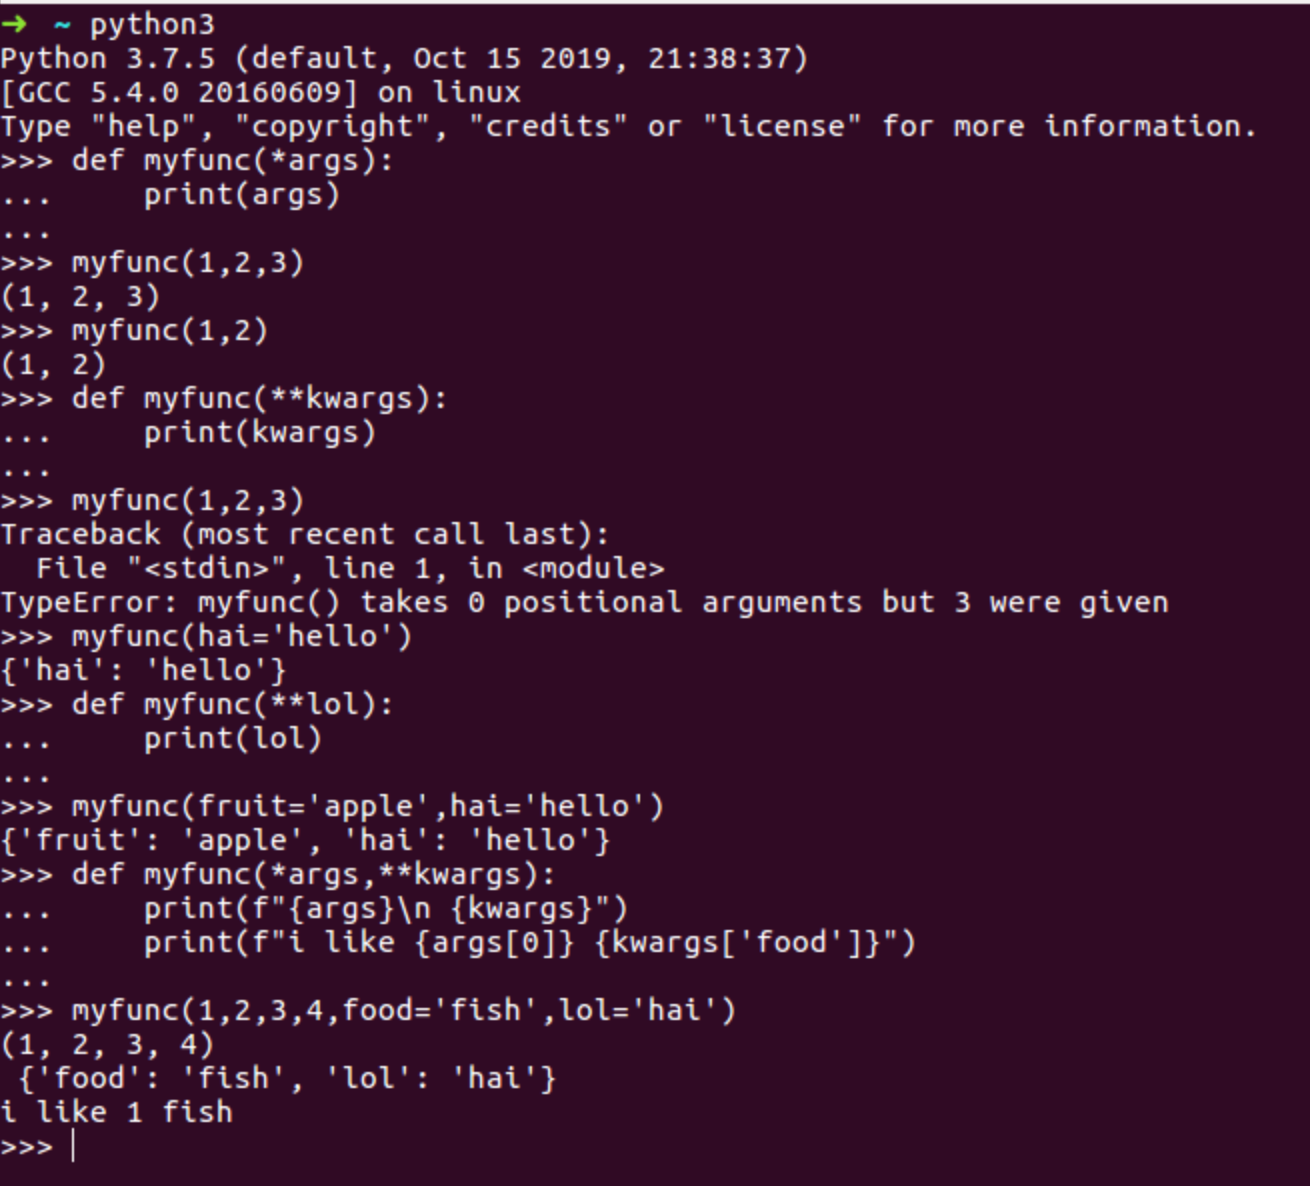 ➜  ~ python3
Python 3.7.5 (default, Oct 15 2019, 21:38:37)
[GCC 5.4.0 20160609] on linux
Type "help", "copyright", "credits" or "license" for more information.
>>> def myfunc(*args):
...     print(args)
...
>>> myfunc(1,2,3)
(1, 2, 3)
>>> myfunc(1,2)
(1, 2)
>>> def myfunc(**kwargs):
...     print(kwargs)
...
>>> myfunc(1,2,3)
Traceback (most recent call last):
  File "<stdin>", line 1, in <module>
TypeError: myfunc() takes 0 positional arguments but 3 were given
>>> myfunc(hai='hello')
{'hai': 'hello'}
>>> def myfunc(**lol):
...     print(lol)
...
>>> myfunc(fruit='apple',hai='hello')
{'fruit': 'apple', 'hai': 'hello'}
>>> def myfunc(*args,**kwargs):
...     print(f"{args}\n {kwargs}")
...     print(f"i like {args[0]} {kwargs['food']}")
...
>>> myfunc(1,2,3,4,food='fish',lol='hai')
(1, 2, 3, 4)
 {'food': 'fish', 'lol': 'hai'}
i like 1 fish
>>>